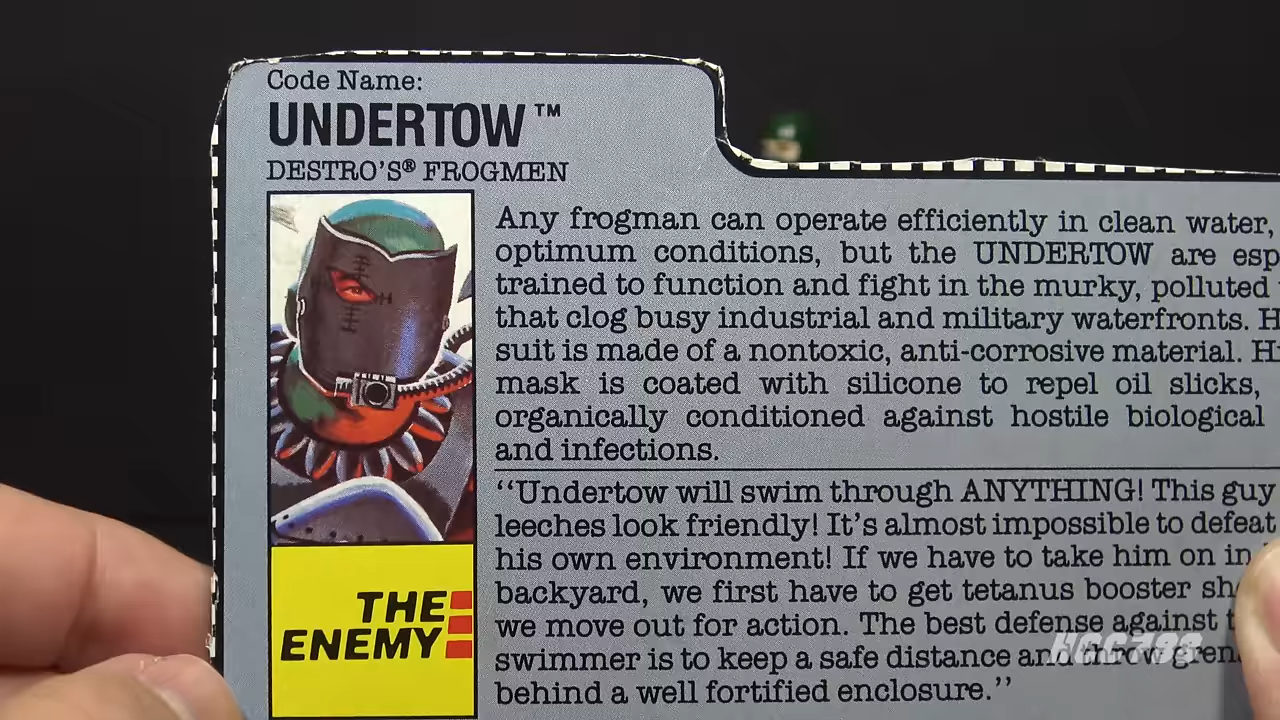 Code Name:
UNDERTOW™
DESTRO'S® FROGMEN
Any frogman can operate efficiently in clean water,
optimum conditions, but the UNDERTOW are esp
trained to function and fight in the murky, polluted
that clog busy industrial and military waterfronts. H
suit is made of a nontoxic, anti-corrosive material. H
mask is coated with silicone to repel oil slicks,
organically conditioned against hostile biological
and infections.
"Undertow will swim through ANYTHING! This guy
leeches look friendly! It's almost impossible to defeat
his own environment! If we have to take him on in
backyard, we first have to get tetanus booster sh
we move out for action. The best defense against t
swimmer is to keep a safe distance and throw gren
behind a well fortified enclosure."
THE
ENEMY
HCC788